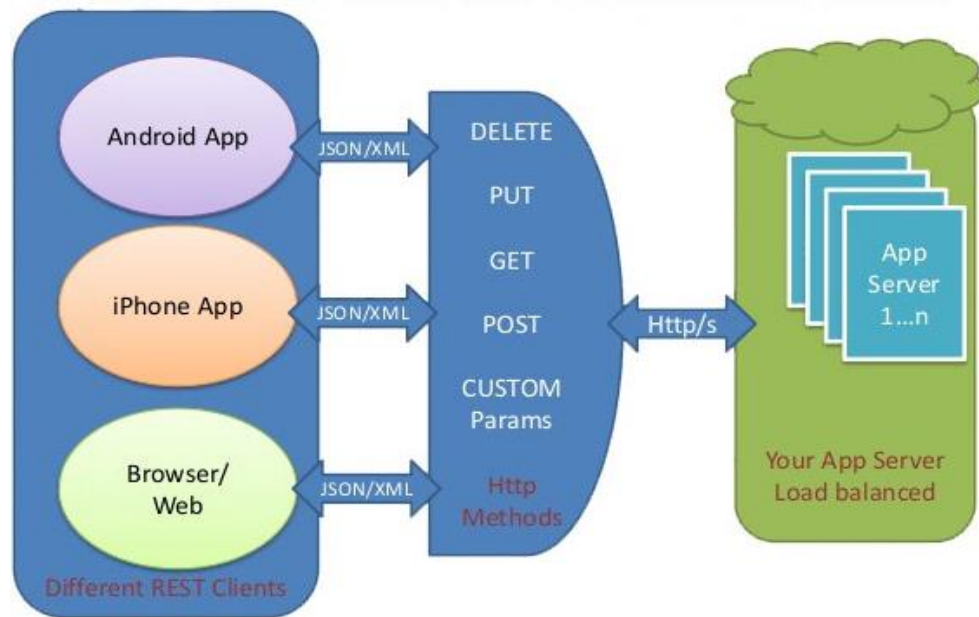 Android App
JSON/XML
iPhone App
JSON/XML
Browser/
Web
JSON/XML
Different REST Clients
DELETE
PUT
GET
POST
CUSTOM
Params
Http
Methods
Http/s
App
Server
1...n
Your App Server
Load balanced